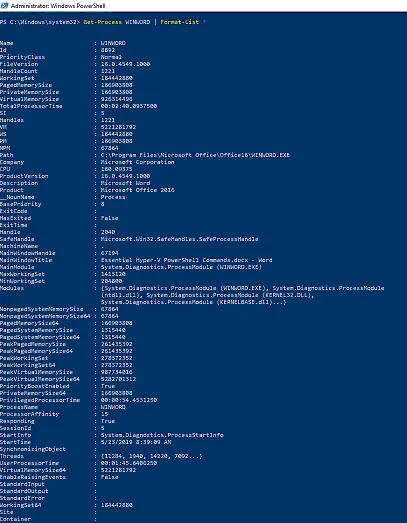 Administrator: Windows PowerShell
PS C:\Windows\system32> Get-Process WINWORD | Format-List *
Name : WINWORD
Id : 8892
PriorityClass : Normal
FileVersion : 16.0.4549.1000
HandleCount : 1221
WorkingSet : 184442880
PagedMemorySize : 166903808
PrivateMemorySize : 166903808
VirtualMemorySize : 926314496
TotalProcessorTime : 00:02:40.0937500
SI : 5
Handles : 1221
VM : 5221281792
WS : 184442880
PM : 166903808
NPM : 67864
Path : C:\Program Files\Microsoft Office\Office16\WINWORD.EXE
Company : Microsoft Corporation
CPU : 160.09375
ProductVersion : 16.0.4549.1000
Description : Microsoft Word
Product : Microsoft Office 2016
__NounName : Process
BasePriority : 8
ExitCode :
HasExited : False
ExitTime :
Handle : 2040
SafeHandle : Microsoft.Win32.SafeHandles.SafeProcessHandle
MachineName : .
MainWindowHandle : 67194
MainWindowTitle : Essential Hyper-V PowerShell Commands.docx - Word
MainModule : System.Diagnostics.ProcessModule (WINWORD.EXE)
MaxWorkingSet : 1413120
MinWorkingSet : 204800
Modules : {System.Diagnostics.ProcessModule (WINWORD.EXE), System.Diagnostics.ProcessModule
(ntdll.dll), System.Diagnostics.ProcessModule (KERNEL32.DLL),
System.Diagnostics.ProcessModule (KERNELBASE.dll)...}
NonpagedSystemMemorySize : 67864
NonpagedSystemMemorySize64 : 67864
PagedMemorySize64 : 166903808
PagedSystemMemorySize : 1315440
PagedSystemMemorySize64 : 1315440
PeakPagedMemorySize : 261435392
PeakPagedMemorySize64 : 261435392
PeakWorkingSet : 278372352
PeakWorkingSet64 : 278372352
PeakVirtualMemorySize : 987734016
PeakVirtualMemorySize64 : 5282701312
PriorityBoostEnabled : True
PrivateMemorySize64 : 166903808
PrivilegedProcessorTime : 00:00:54.4531250
ProcessName : WINWORD
ProcessorAffinity : 15
Responding : True
SessionId : 5
StartInfo : System.Diagnostics.ProcessStartInfo
StartTime : 5/23/2019 8:39:09 AM
SynchronizingObject :
Threads : {11284, 1940, 14220, 7092...}
UserProcessorTime : 00:01:45.6406250
VirtualMemorySize64 : 5221281792
EnableRaisingEvents : False
StandardInput :
StandardOutput :
StandardError :
WorkingSet64 : 184442880
Site :
Container :